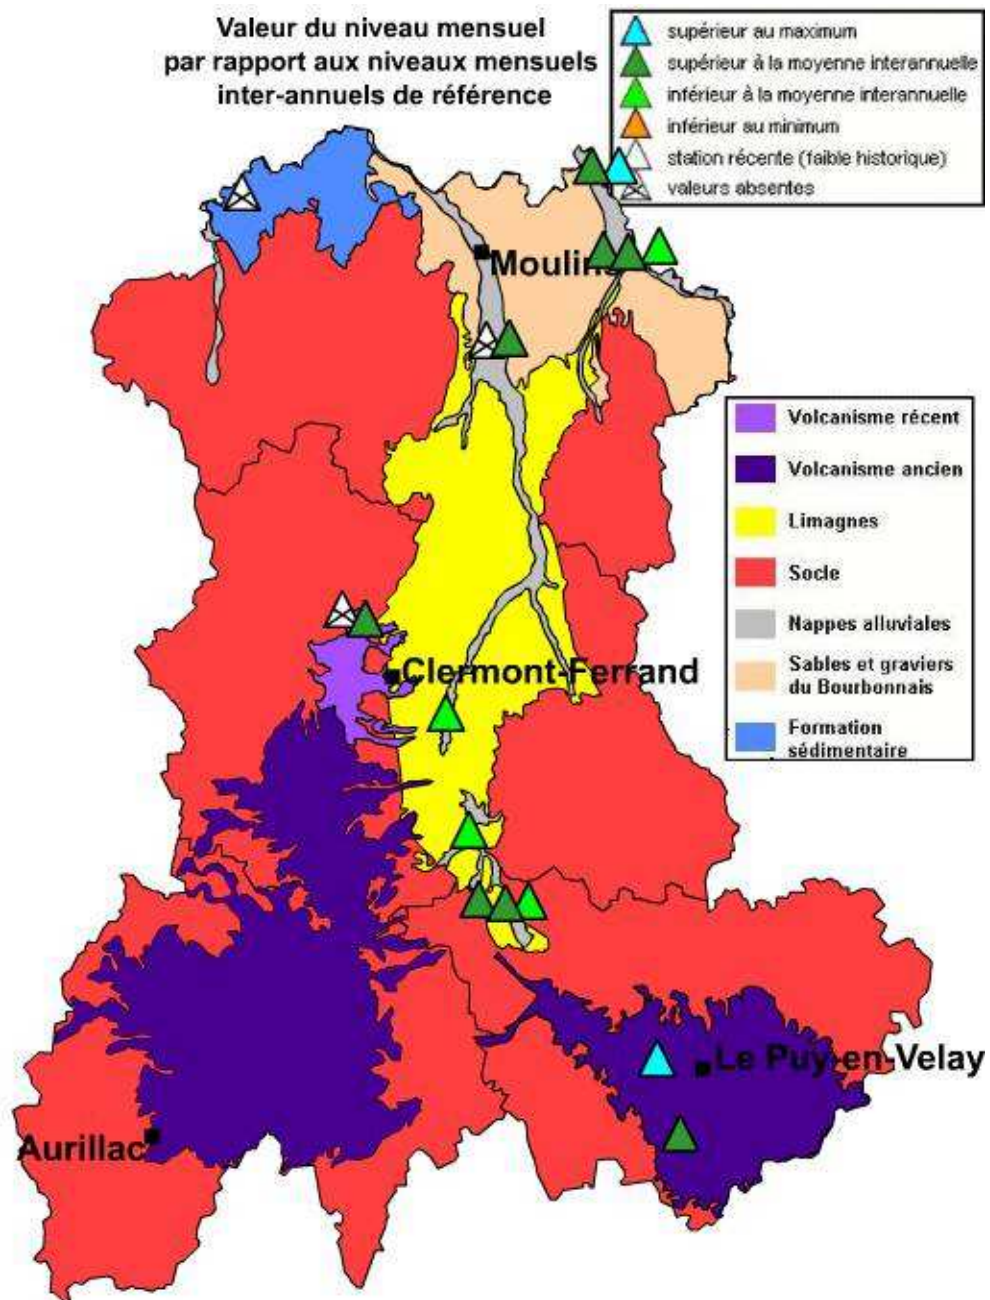 Valeur du niveau mensuel
par rapport aux niveaux mensuels
inter-annuels de référence
supérieur au maximum
supérieur à la moyenne interannuelle
inférieur à la moyenne interannuelle
inférieur au minimum
station récente (faible historique)
valeurs absentes
Moulins
Volcanisme récent
Volcanisme ancien
Limagnes
Socle
Nappes alluviales
Sables et graviers
du Bourbonnais
Formation
sédimentaire
Clermont-Ferrand
Le Puy-en-Velay
Aurillac